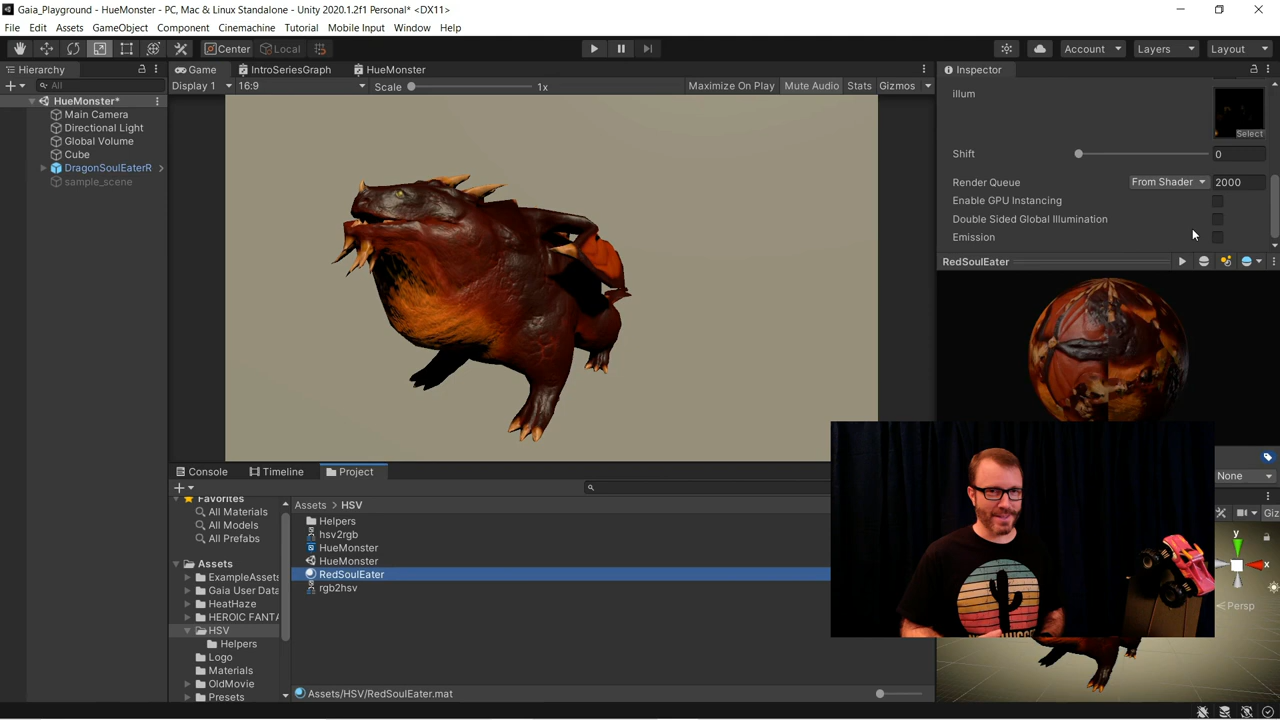 Gaia_Playground - HueMonster - PC, Mac & Linux Standalone - Unity 2020.1.2f1 Personal* <DX11>
File Edit Assets GameObject Component Cinemachine Tutorial Mobile Input Window Help
Center Local Account Layers Layout
Hierarchy
All
HueMonster*
Main Camera
Directional Light
Global Volume
Cube
DragonSoulEaterR
sample_scene
Game IntroSeriesGraph HueMonster
Display 1 16:9 Scale 1x Maximize On Play Mute Audio Stats Gizmos
Inspector
illum
Select
Shift 0
Render Queue From Shader 2000
Enable GPU Instancing
Double Sided Global Illumination
Emission
RedSoulEater
None
Giz
y
x
Persp
Console Timeline Project
Favorites
All Materials
All Models
All Prefabs
Assets
ExampleAssets
Gaia User Data
HeatHaze
HEROIC FANTA
HSV
Helpers
Logo
Materials
OldMovie
Presets
Assets > HSV
Helpers
hsv2rgb
HueMonster
HueMonster
RedSoulEater
rgb2hsv
Assets/HSV/RedSoulEater.mat